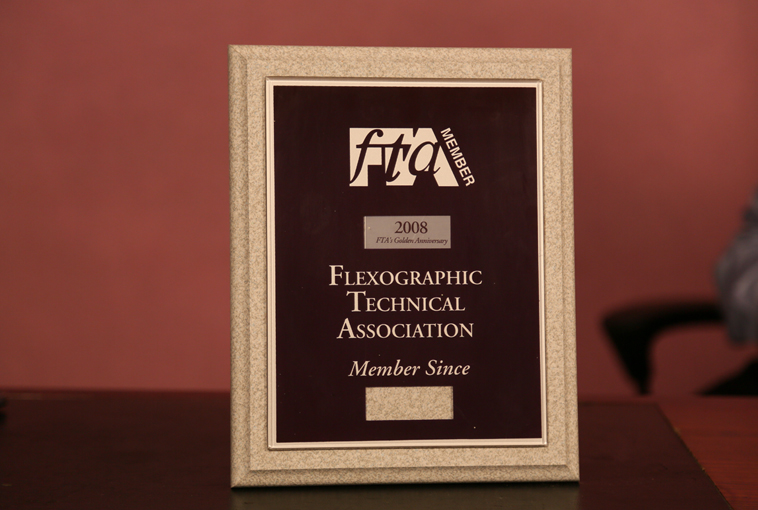 fta MEMBER
2008
FTA's Golden Anniversary
FLEXOGRAPHIC
TECHNICAL
ASSOCIATION
Member Since